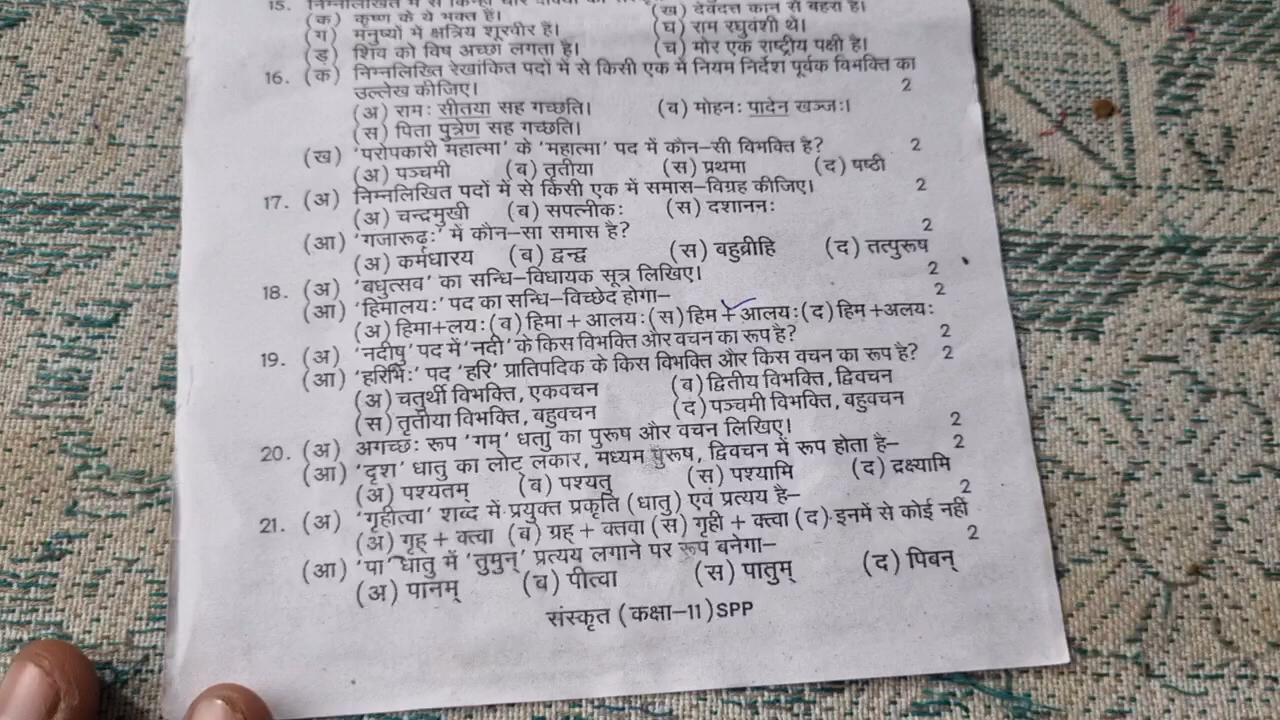 15. निम्नलिखित में से किन्हीं चार वाक्यों का
(क) कृष्ण के ये भक्त हैं। (ख) देवदत्त कान से बहरा है।
(ग) मनुष्यों में क्षत्रिय शूरवीर हैं। (घ) राम रघुवंशी थे।
(ड़) शिव को विष अच्छा लगता है। (च) मोर एक राष्ट्रीय पक्षी है।
16. (क) निम्नलिखित रेखांकित पदों में से किसी एक में नियम निर्देश पूर्वक विभक्ति का
उल्लेख कीजिए। 2
(अ) रामः सीतया सह गच्छति। (ब) मोहनः पादेन खञ्जः।
(स) पिता पुत्रेण सह गच्छति।
(ख) 'परोपकारी महात्मा' के 'महात्मा' पद में कौन-सी विभक्ति है? 2
(अ) पञ्चमी (ब) तृतीया (स) प्रथमा (द) षष्ठी
17. (अ) निम्नलिखित पदों में से किसी एक में समास-विग्रह कीजिए। 2
(अ) चन्द्रमुखी (ब) सपत्नीकः (स) दशाननः
(आ) 'गजारूढ़ः' में कौन-सा समास है? 2
(अ) कर्मधारय (ब) द्वन्द्व (स) बहुव्रीहि (द) तत्पुरूष
18. (अ) 'बधुत्सव' का सन्धि-विधायक सूत्र लिखिए। 2
(आ) 'हिमालयः' पद का सन्धि-विच्छेद होगा- 2
(अ) हिमा+लयः (ब) हिमा + आलयः (स) हिम + आलयः (द) हिम +अलयः
19. (अ) 'नदीषु' पद में 'नदी' के किस विभक्ति और वचन का रूप है? 2
(आ) 'हरिभिः' पद 'हरि' प्रातिपदिक के किस विभक्ति और किस वचन का रूप है? 2
(अ) चतुर्थी विभक्ति, एकवचन (ब) द्वितीय विभक्ति, द्विवचन
(स) तृतीया विभक्ति, बहुवचन (द) पञ्चमी विभक्ति, बहुवचन
20. (अ) अगच्छः रूप 'गम्' धताु का पुरूष और वचन लिखिए। 2
(आ) 'दृश' धातु का लोट् लकार, मध्यम पुरूष, द्विवचन में रूप होता है- 2
(अ) पश्यतम् (ब) पश्यतु (स) पश्यामि (द) द्रक्ष्यामि
21. (अ) 'गृहीत्वा' शब्द में प्रयुक्त प्रकृति (धातु) एवं प्रत्यय है- 2
(अ) गृह् + क्त्वा (ब) ग्रह् + क्तवा (स) गृही + क्त्वा (द) इनमें से कोई नहीं
(आ) 'पा' धातु में 'तुमुन्' प्रत्यय लगाने पर रूप बनेगा- 2
(अ) पानम् (ब) पीत्वा (स) पातुम् (द) पिबन्
संस्कृत (कक्षा-11) SPP